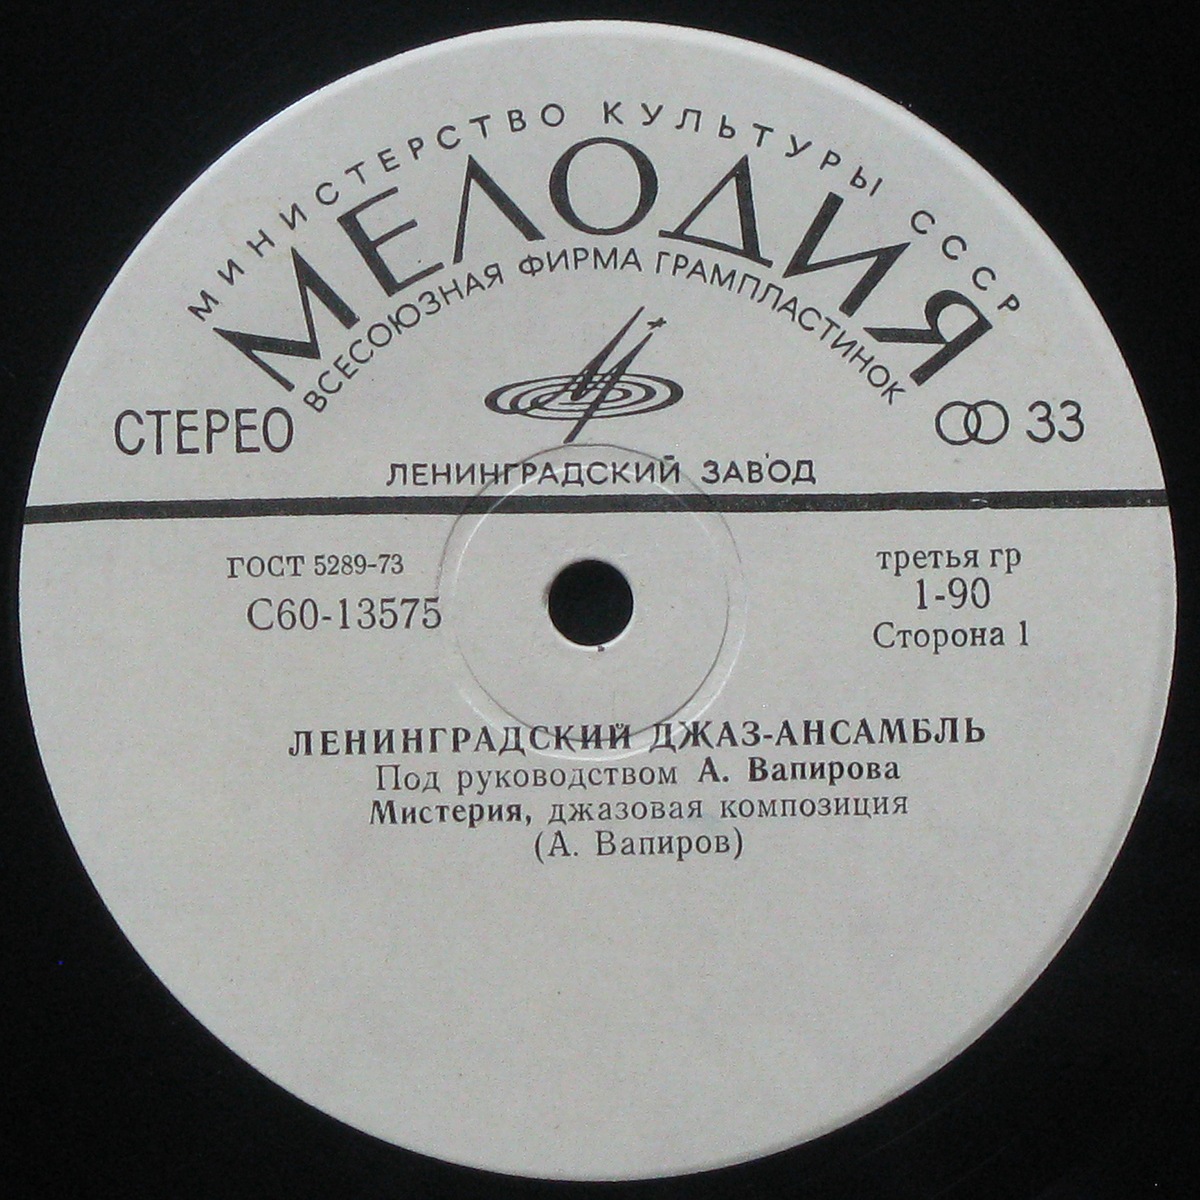 МИНИСТЕРСТВО КУЛЬТУРЫ СССР
МЕЛОДИЯ
ВСЕСОЮЗНАЯ ФИРМА ГРАМПЛАСТИНОК
СТЕРЕО
33
ЛЕНИНГРАДСКИЙ ЗАВОД
ГОСТ 5289-73
С60-13575
третья гр
1-90
Сторона 1
ЛЕНИНГРАДСКИЙ ДЖАЗ-АНСАМБЛЬ
Под руководством А. Вапирова
Мистерия, джазовая композиция
(А. Вапиров)